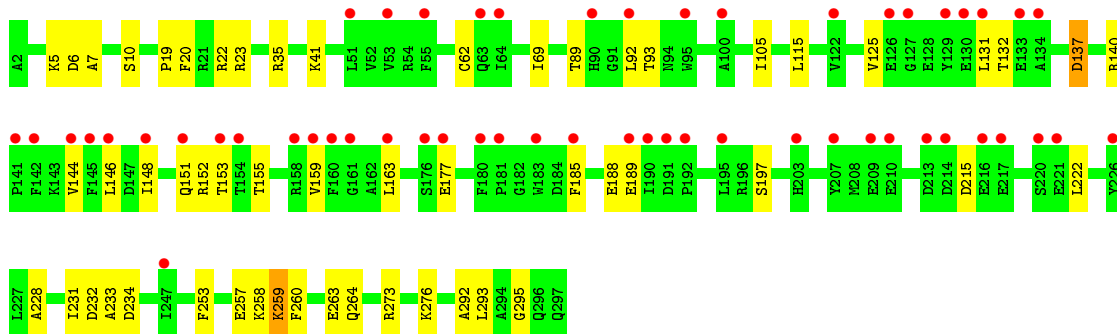 A2 K5 D6 A7 S10 P19 F20 R21 R22 R23 R35 K41 L51 V52 V53 R54 F55 C62 Q63 I64 I69 T89 H90 G91 L92 T93 N94 W95 A100 I105 L115 V122 V125 E126 G127 E128 Y129 E130 L131 T132 E133 A134 D137 R140
P141 F142 K143 V144 F145 L146 D147 I148 Q151 R152 T153 T154 T155 R158 V159 F160 G161 A162 L163 S176 E177 F180 P181 G182 W183 D184 F185 E188 E189 I190 D191 P192 L195 R196 S197 H203 Y207 M208 E209 E210 D213 D214 D215 E216 E217 S220 E221 L222 Y226
L227 A228 I231 D232 A233 D234 I247 F253 E257 K258 K259 F260 E263 Q264 R273 K276 A292 L293 A294 G295 Q296 Q297